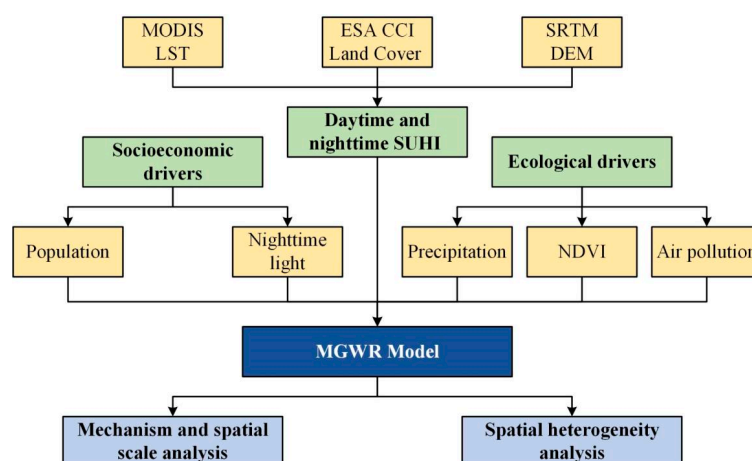 MODIS
LST
ESA CCI
Land Cover
SRTM
DEM
Daytime and
nighttime SUHI
Socioeconomic
drivers
Ecological drivers
Population
Nighttime
light
Precipitation
NDVI
Air pollution
MGWR Model
Mechanism and spatial
scale analysis
Spatial heterogeneity
analysis